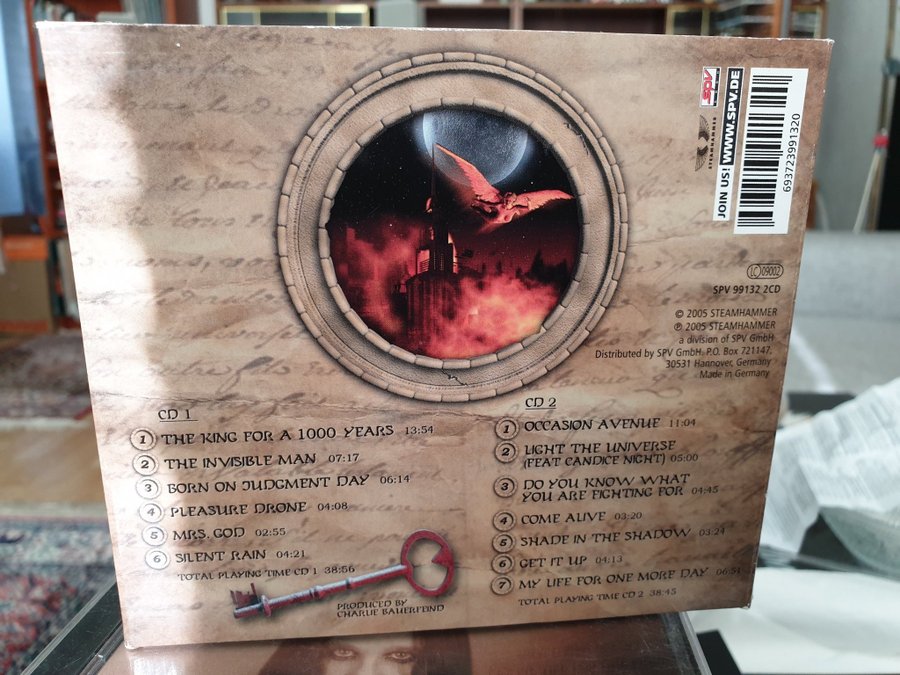 SPV
STEAMHAMMER
JOIN US! WWW.SPV.DE
693723991320
LC 09002
SPV 99132 2CD
© 2005 STEAMHAMMER
℗ 2005 STEAMHAMMER
a division of SPV GmbH
Distributed by SPV GmbH, P.O. Box 721147,
30531 Hannover, Germany
Made in Germany
CD 1
1 THE KING FOR A 1000 YEARS 13:54
2 THE INVISIBLE MAN 07:17
3 BORN ON JUDGMENT DAY 06:14
4 PLEASURE DRONE 04:08
5 MRS. GOD 02:55
6 SILENT RAIN 04:21
TOTAL PLAYING TIME CD 1 38:56
PRODUCED BY
CHARLIE BAUERFEIND
CD 2
1 OCCASION AVENUE 11:04
2 LIGHT THE UNIVERSE
(FEAT CANDICE NIGHT) 05:00
3 DO YOU KNOW WHAT
YOU ARE FIGHTING FOR 04:45
4 COME ALIVE 03:20
5 SHADE IN THE SHADOW 03:24
6 GET IT UP 04:13
7 MY LIFE FOR ONE MORE DAY 06:51
TOTAL PLAYING TIME CD 2 38:45